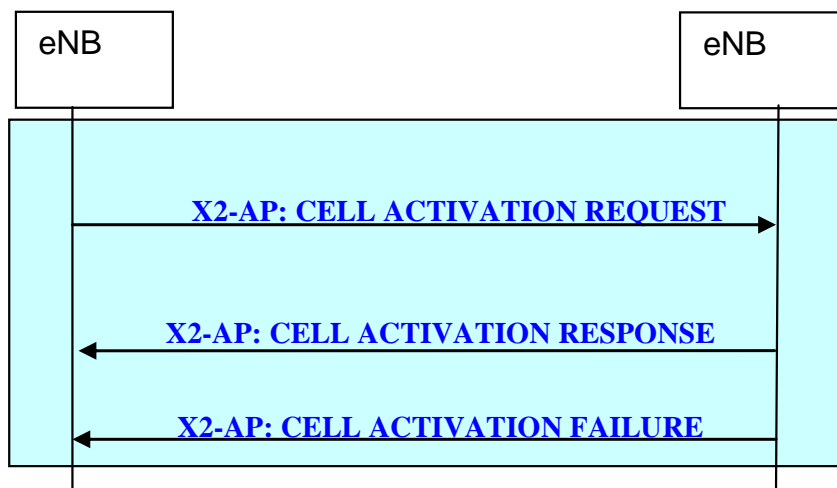 eNB
eNB
X2-AP: CELL ACTIVATION REQUEST
X2-AP: CELL ACTIVATION RESPONSE
X2-AP: CELL ACTIVATION FAILURE